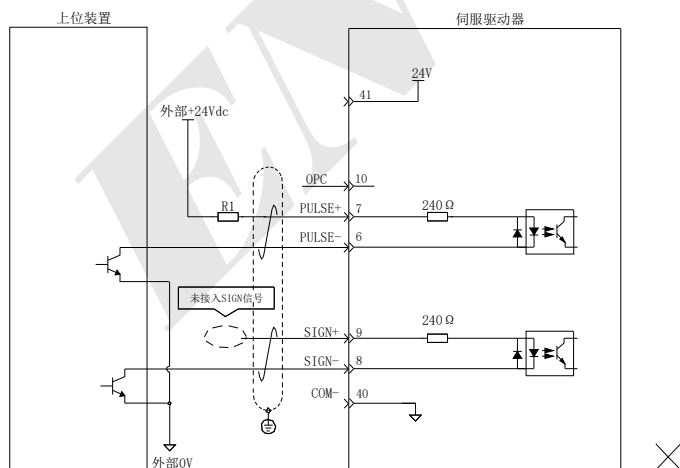 上位装置
伺服驱动器
24V
41
外部+24Vdc
OPC
10
R1
PULSE+
7
240Ω
PULSE-
6
未接入SIGN信号
SIGN+
9
240Ω
SIGN-
8
COM-
40
外部0V